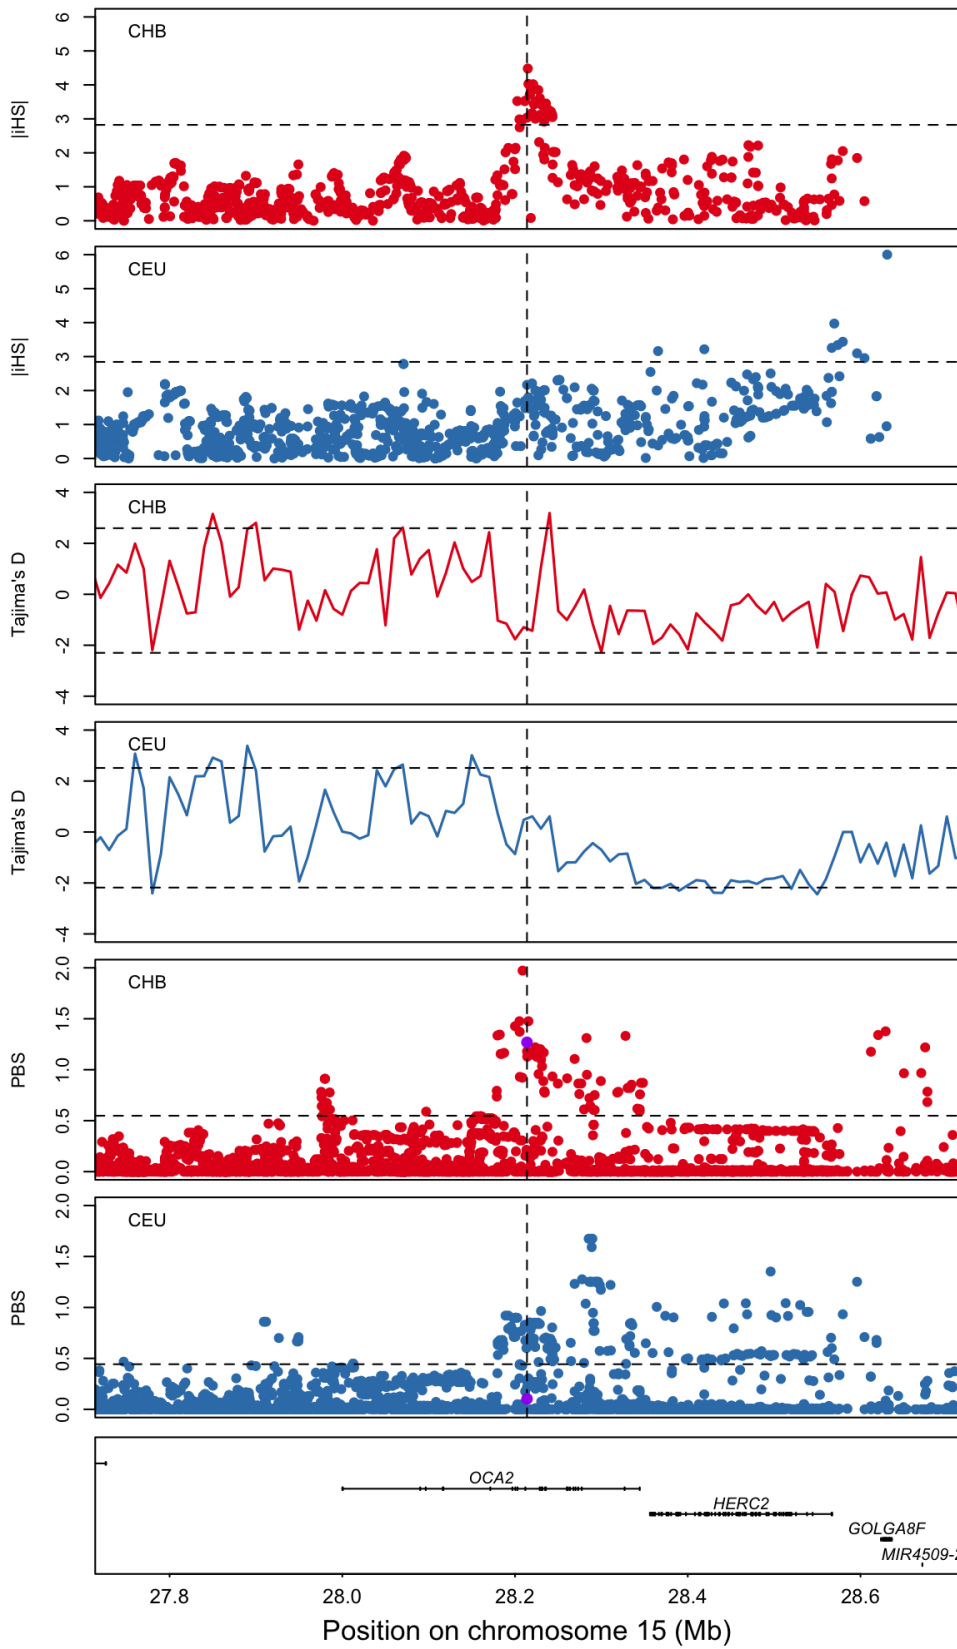 CHB
|iHS|
0 1 2 3 4 5 6
CEU
|iHS|
0 1 2 3 4 5 6
CHB
Tajima's D
-4 -2 0 2 4
CEU
Tajima's D
-4 -2 0 2 4
CHB
PBS
0.0 0.5 1.0 1.5 2.0
CEU
PBS
0.0 0.5 1.0 1.5 2.0
OCA2
HERC2
GOLGA8F
MIR4509-2
27.8 28.0 28.2 28.4 28.6
Position on chromosome 15 (Mb)